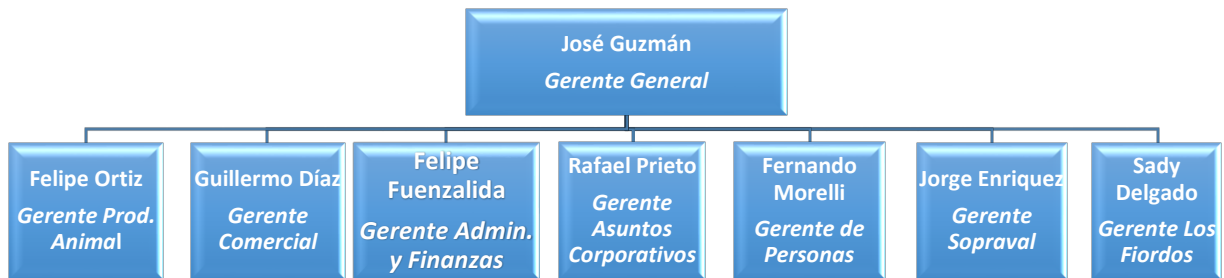 José Guzmán
Gerente General
Felipe Ortiz
Gerente Prod.
Animal
Guillermo Díaz
Gerente
Comercial
Felipe
Fuenzalida
Gerente Admin.
y Finanzas
Rafael Prieto
Gerente
Asuntos
Corporativos
Fernando
Morelli
Gerente de
Personas
Jorge Enriquez
Gerente
Sopraval
Sady
Delgado
Gerente Los
Fiordos